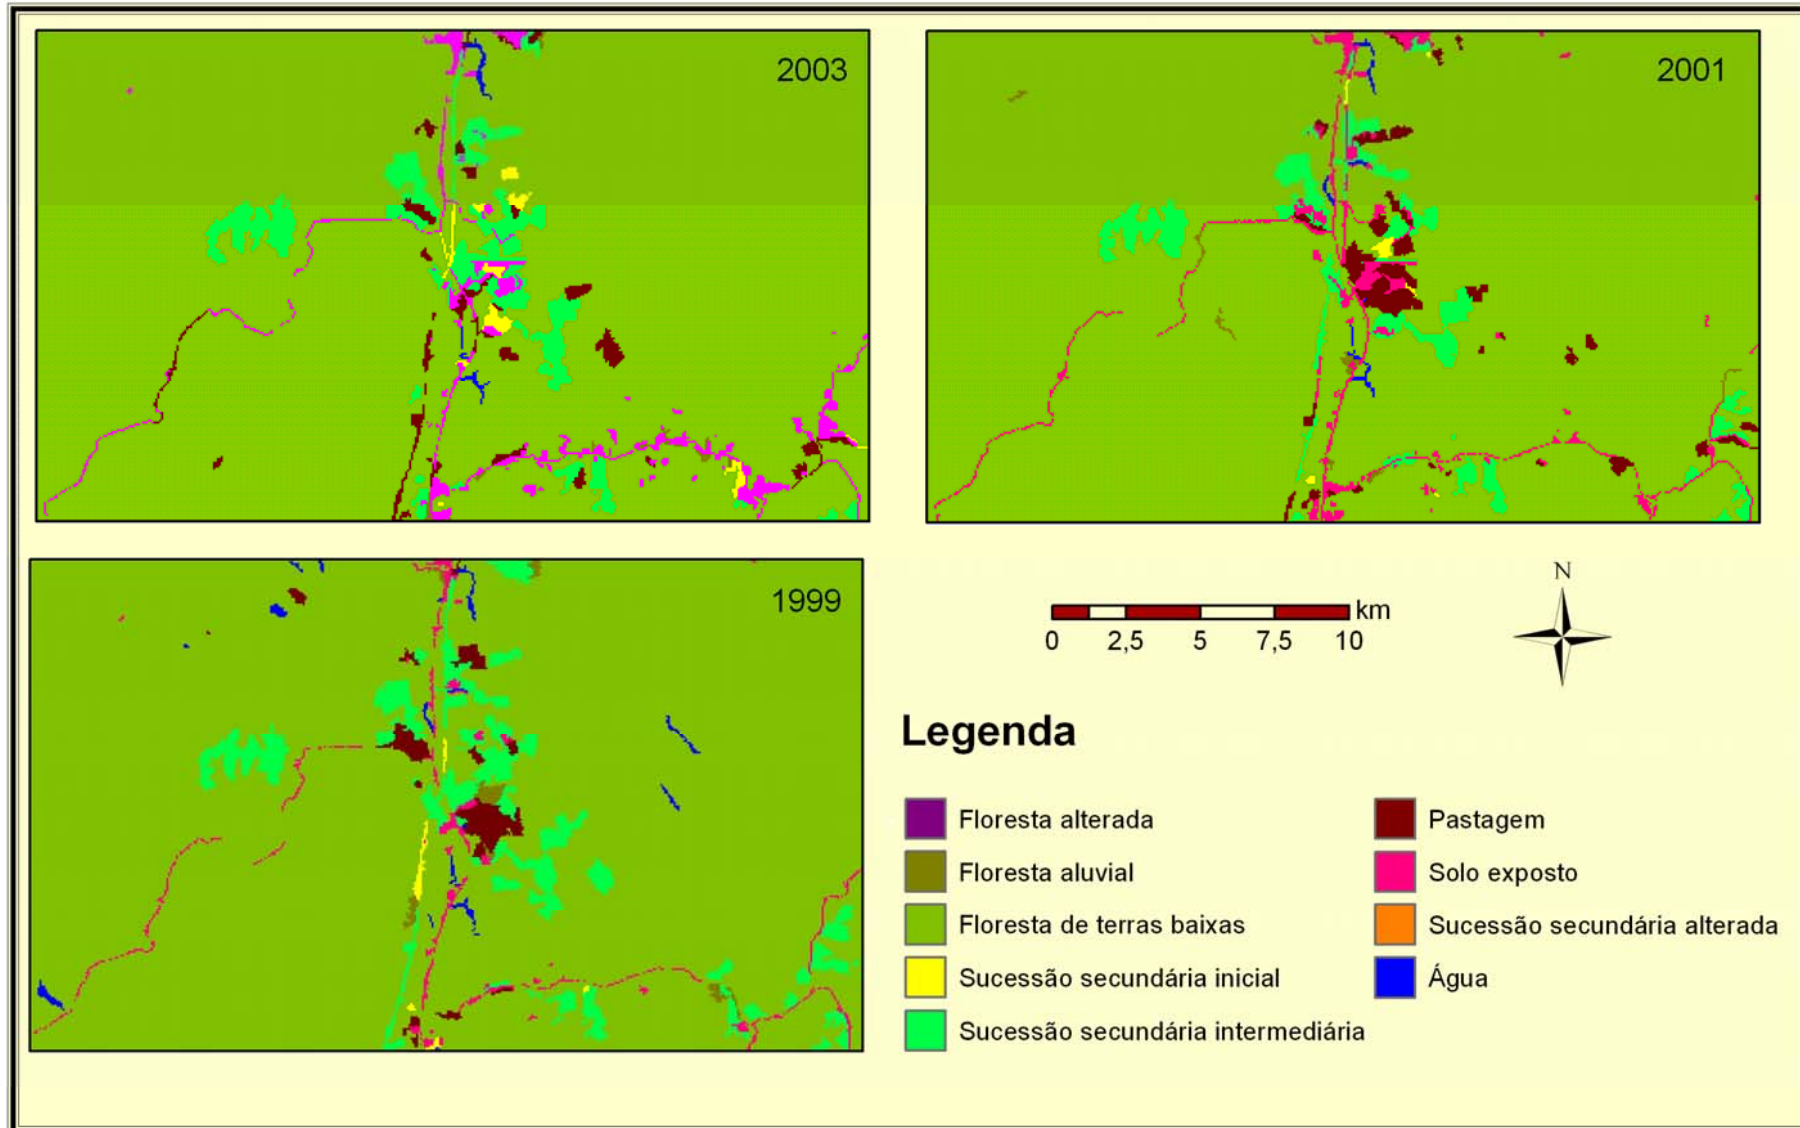 2003
2001
1999
N
km
0 2,5 5 7,5 10
Legenda
Floresta alterada
Floresta aluvial
Floresta de terras baixas
Sucessão secundária inicial
Sucessão secundária intermediária
Pastagem
Solo exposto
Sucessão secundária alterada
Água